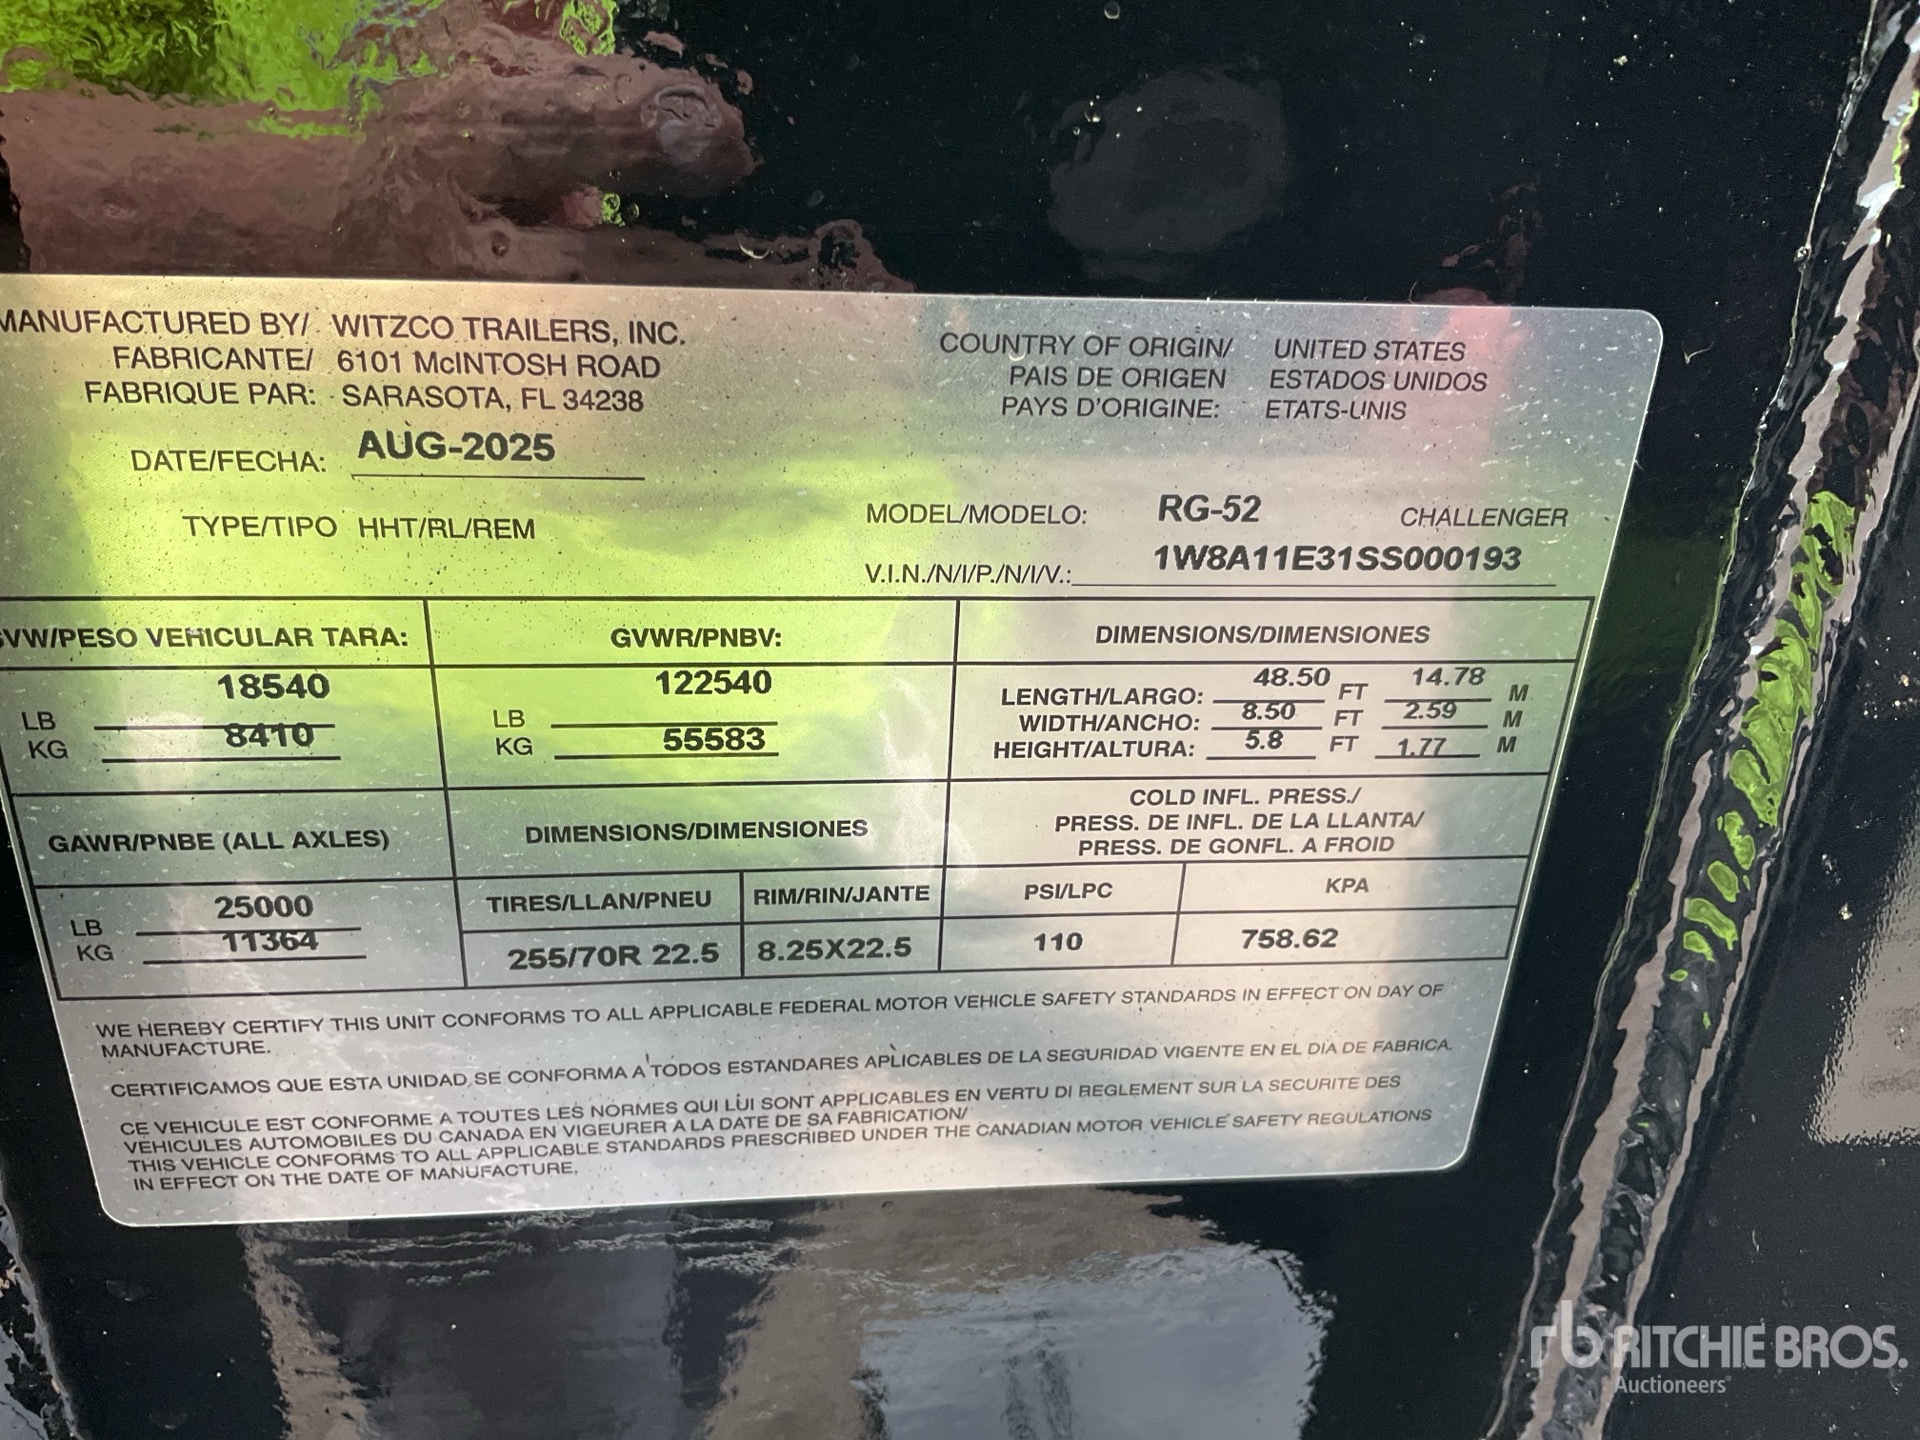 MANUFACTURED BY/ WITZCO TRAILERS, INC.
FABRICANTE/ 6101 McINTOSH ROAD
FABRIQUE PAR: SARASOTA, FL 34238
COUNTRY OF ORIGIN/ UNITED STATES
PAIS DE ORIGEN ESTADOS UNIDOS
PAYS D'ORIGINE: ETATS-UNIS
DATE/FECHA: AUG-2025
TYPE/TIPO HHT/RL/REM
MODEL/MODELO: RG-52 CHALLENGER
V.I.N./N/I/P./N/I/V.: 1W8A11E31SS000193
GVW/PESO VEHICULAR TARA:
LB 18540
KG 8410
GVWR/PNBV:
LB 122540
KG 55583
DIMENSIONS/DIMENSIONES
LENGTH/LARGO: 48.50 FT 14.78 M
WIDTH/ANCHO: 8.50 FT 2.59 M
HEIGHT/ALTURA: 5.8 FT 1.77 M
GAWR/PNBE (ALL AXLES)
LB 25000
KG 11364
DIMENSIONS/DIMENSIONES
TIRES/LLAN/PNEU RIM/RIN/JANTE
255/70R 22.5 8.25X22.5
COLD INFL. PRESS./
PRESS. DE INFL. DE LA LLANTA/
PRESS. DE GONFL. A FROID
PSI/LPC KPA
110 758.62
WE HEREBY CERTIFY THIS UNIT CONFORMS TO ALL APPLICABLE FEDERAL MOTOR VEHICLE SAFETY STANDARDS IN EFFECT ON DAY OF
MANUFACTURE.
CERTIFICAMOS QUE ESTA UNIDAD SE CONFORMA A TODOS ESTANDARES APLICABLES DE LA SEGURIDAD VIGENTE EN EL DIA DE FABRICA.
CE VEHICULE EST CONFORME A TOUTES LES NORMES QUI LUI SONT APPLICABLES EN VERTU DI REGLEMENT SUR LA SECURITE DES
VEHICULES AUTOMOBILES DU CANADA EN VIGEURER A LA DATE DE SA FABRICATION/
THIS VEHICLE CONFORMS TO ALL APPLICABLE STANDARDS PRESCRIBED UNDER THE CANADIAN MOTOR VEHICLE SAFETY REGULATIONS
IN EFFECT ON THE DATE OF MANUFACTURE.
rb RITCHIE BROS.
Auctioneers